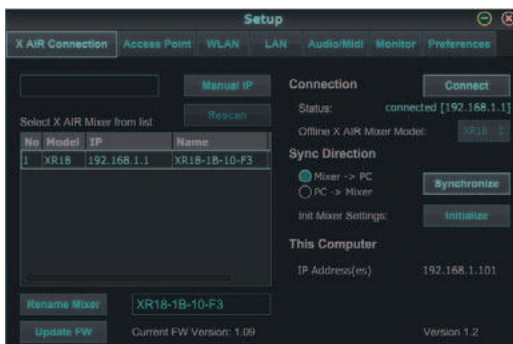 Setup
X AIR Connection Access Point WLAN LAN Audio/Midi Monitor Preferences
Manual IP
Rescan
Select X AIR Mixer from list
No Model IP Name
1 XR18 192.168.1.1 XR18-1B-10-F3
Rename Mixer XR18-1B-10-F3
Update FW Current FW Version: 1.09
Connection Connect
Status: connected [192.168.1.1]
Offline X AIR Mixer Model: XR18
Sync Direction
Mixer -> PC
PC -> Mixer
Synchronize
Init Mixer Settings: Initialize
This Computer
IP Address(es) 192.168.1.101
Version 1.2